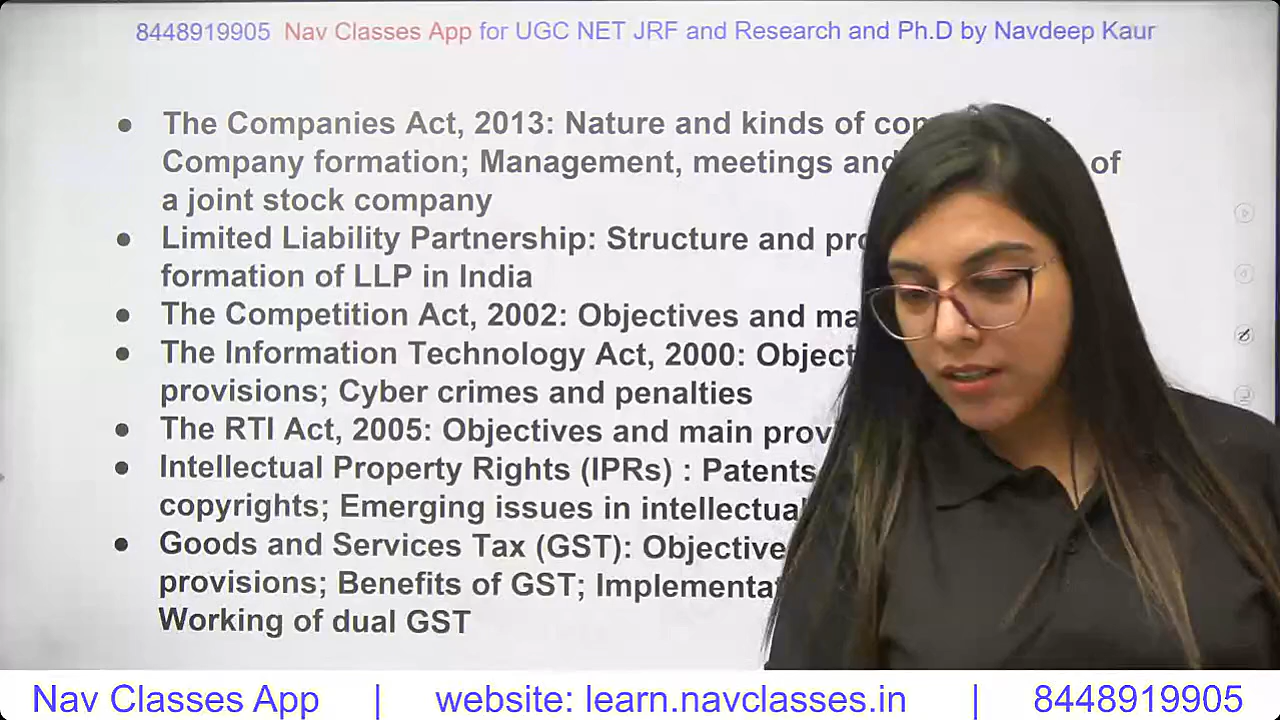 8448919905 Nav Classes App for UGC NET JRF and Research and Ph.D by Navdeep Kaur
● The Companies Act, 2013: Nature and kinds of
Company formation; Management, meetings and of
a joint stock company
● Limited Liability Partnership: Structure and
formation of LLP in India
● The Competition Act, 2002: Objectives and
● The Information Technology Act, 2000:
provisions; Cyber crimes and penalties
● The RTI Act, 2005: Objectives and main
● Intellectual Property Rights (IPRs) : Patents
copyrights; Emerging issues in intellectual
● Goods and Services Tax (GST):
provisions; Benefits of GST;
Working of dual GST
Nav Classes App | website: learn.navclasses.in | 8448919905